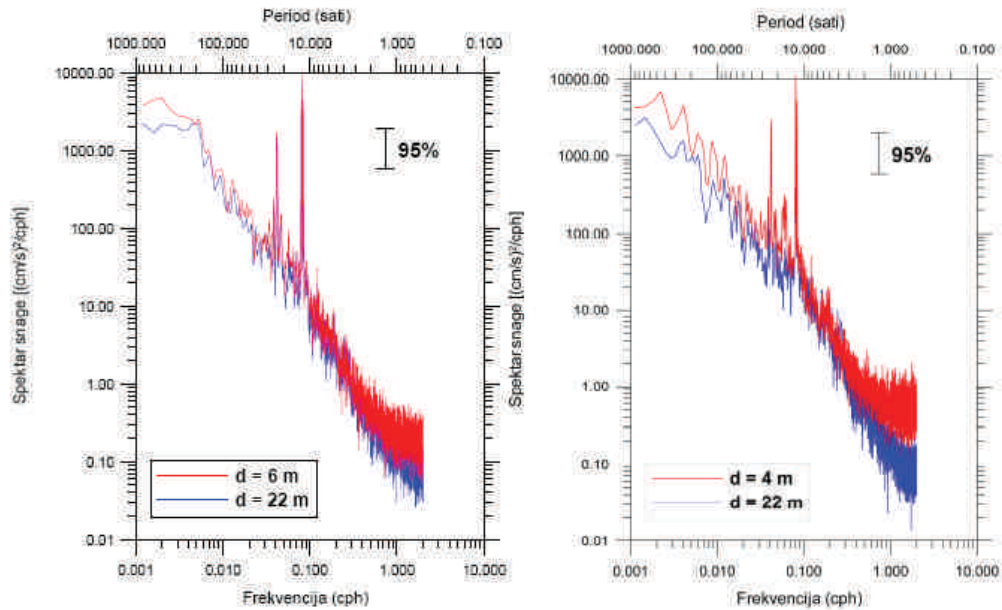 Period (sati)
1000.000 100.000 10.000 1.000 0.100
10000.00
1000.00
100.00
10.00
1.00
0.10
0.01
Spektar snage [(cm/s)²/cph]
95%
d = 6 m
d = 22 m
0.001 0.010 0.100 1.000 10.000
Frekvencija (cph)
Period (sati)
1000.000 100.000 10.000 1.000 0.100
10000.00
1000.00
100.00
10.00
1.00
0.10
0.01
Spektar snage [(cm/s)²/cph]
95%
d = 4 m
d = 22 m
0.001 0.010 0.100 1.000 10.000
Frekvencija (cph)